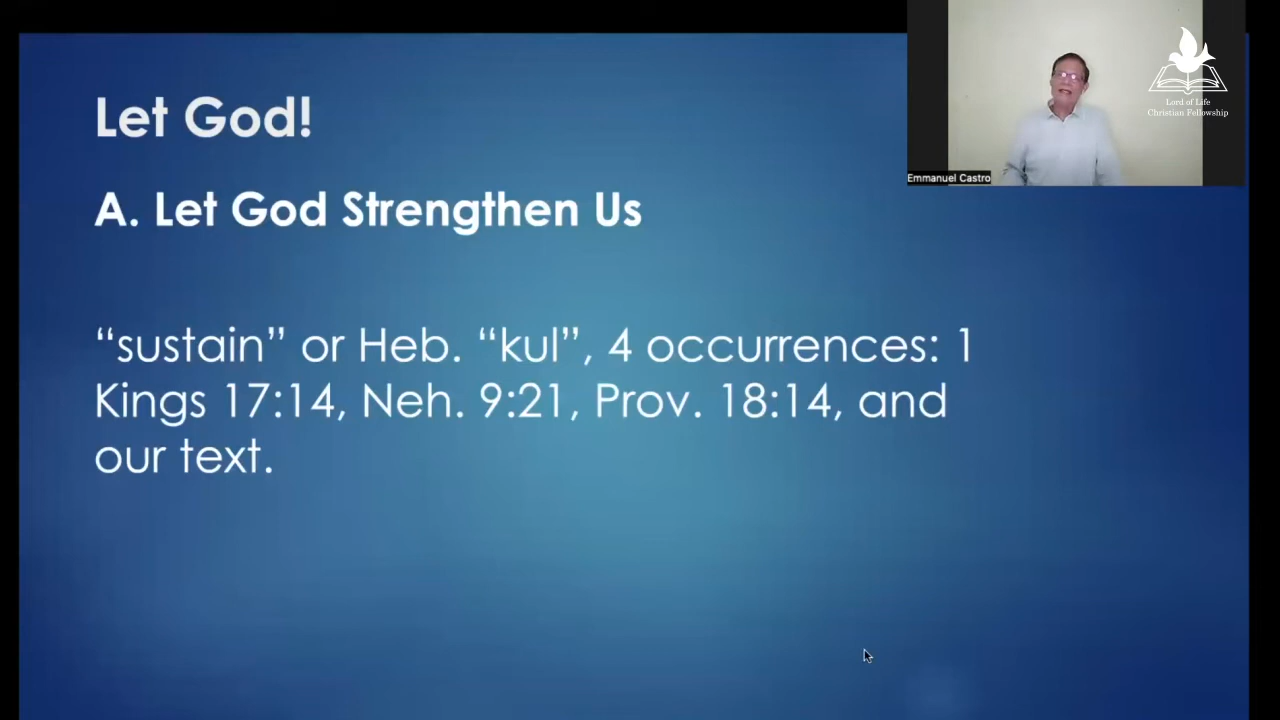 Let God!
A. Let God Strengthen Us
“sustain” or Heb. “kul”, 4 occurrences: 1
Kings 17:14, Neh. 9:21, Prov. 18:14, and
our text.
Lord of Life
Christian Fellowship
Emmanuel Castro